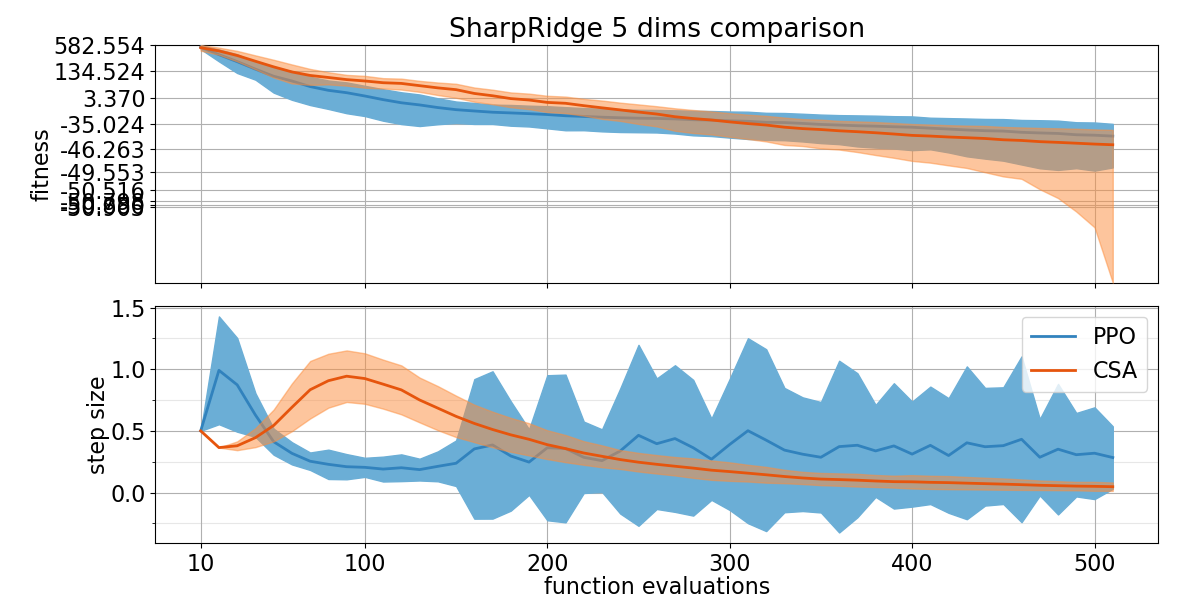 SharpRidge 5 dims comparison
582.554
134.524
3.370
-35.024
-46.263
-49.553
-50.516
fitness
1.5
1.0
0.5
0.0
step size
PPO
CSA
10 100 200 300 400 500
function evaluations